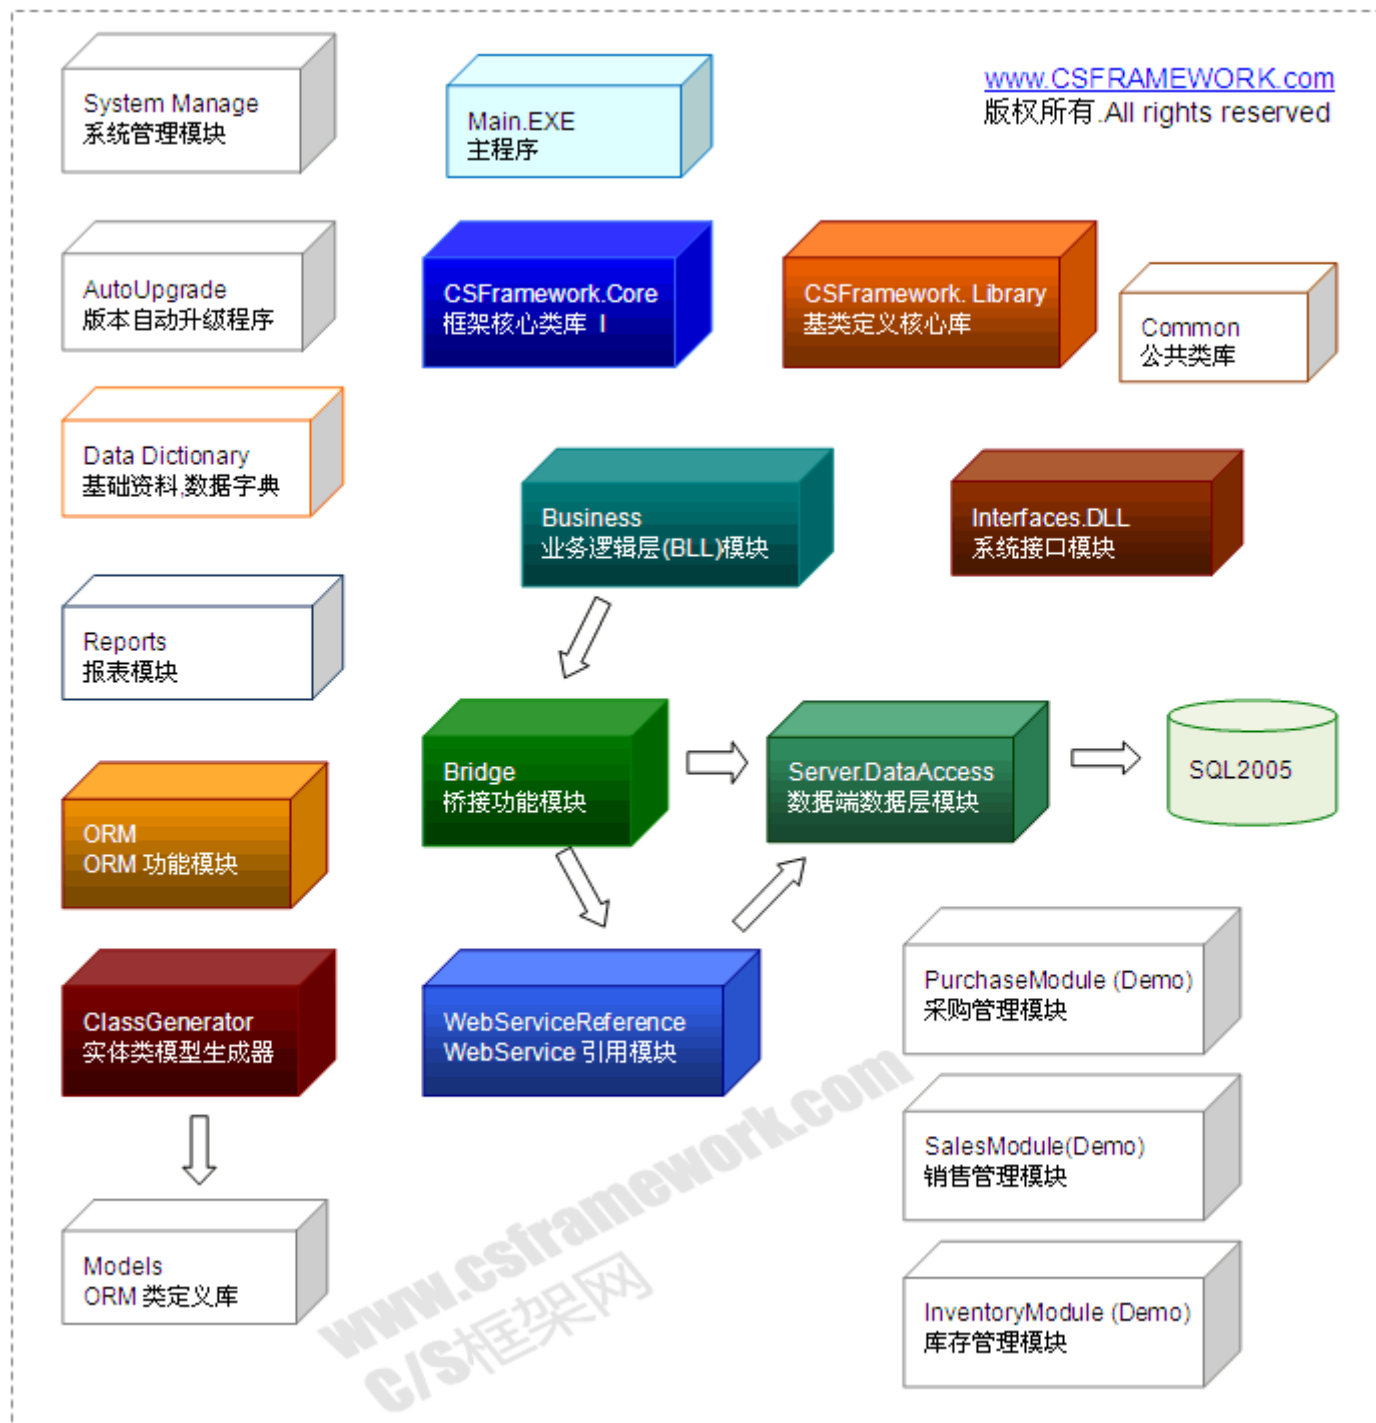 System Manage
系统管理模块
Main.EXE
主程序
www.CSFRAMEWORK.com
版权所有.All rights reserved
AutoUpgrade
版本自动升级程序
CSFramework.Core
框架核心类库 I
CSFramework. Library
基类定义核心库
Common
公共类库
Data Dictionary
基础资料,数据字典
Business
业务逻辑层(BLL)模块
Interfaces.DLL
系统接口模块
Reports
报表模块
Bridge
桥接功能模块
Server.DataAccess
数据端数据层模块
SQL2005
ORM
ORM 功能模块
ClassGenerator
实体类模型生成器
WebServiceReference
WebService 引用模块
PurchaseModule (Demo)
采购管理模块
SalesModule(Demo)
销售管理模块
Models
ORM 类定义库
InventoryModule (Demo)
库存管理模块
www.csframework.com
C/S框架网